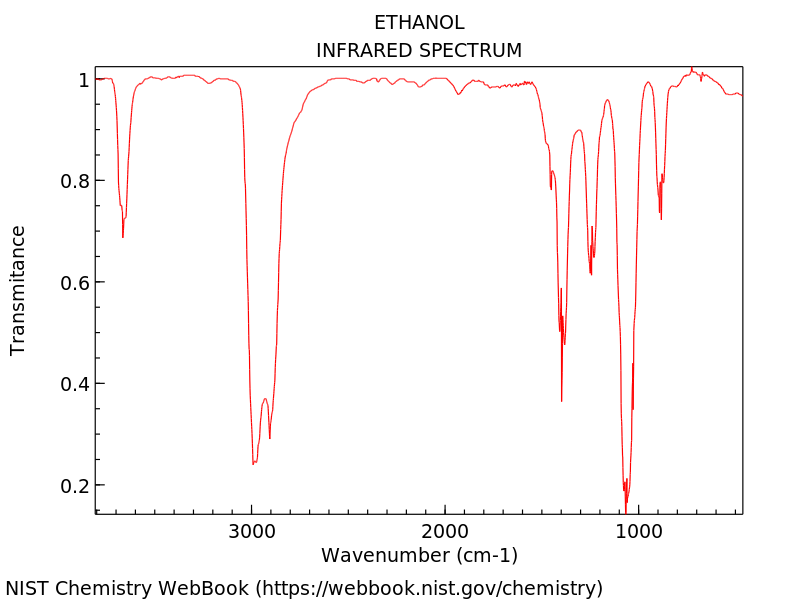 ETHANOL
INFRARED SPECTRUM
1
0.8
0.6
0.4
0.2
Transmitance
3000
2000
1000
Wavenumber (cm-1)
NIST Chemistry WebBook (https://webbook.nist.gov/chemistry)